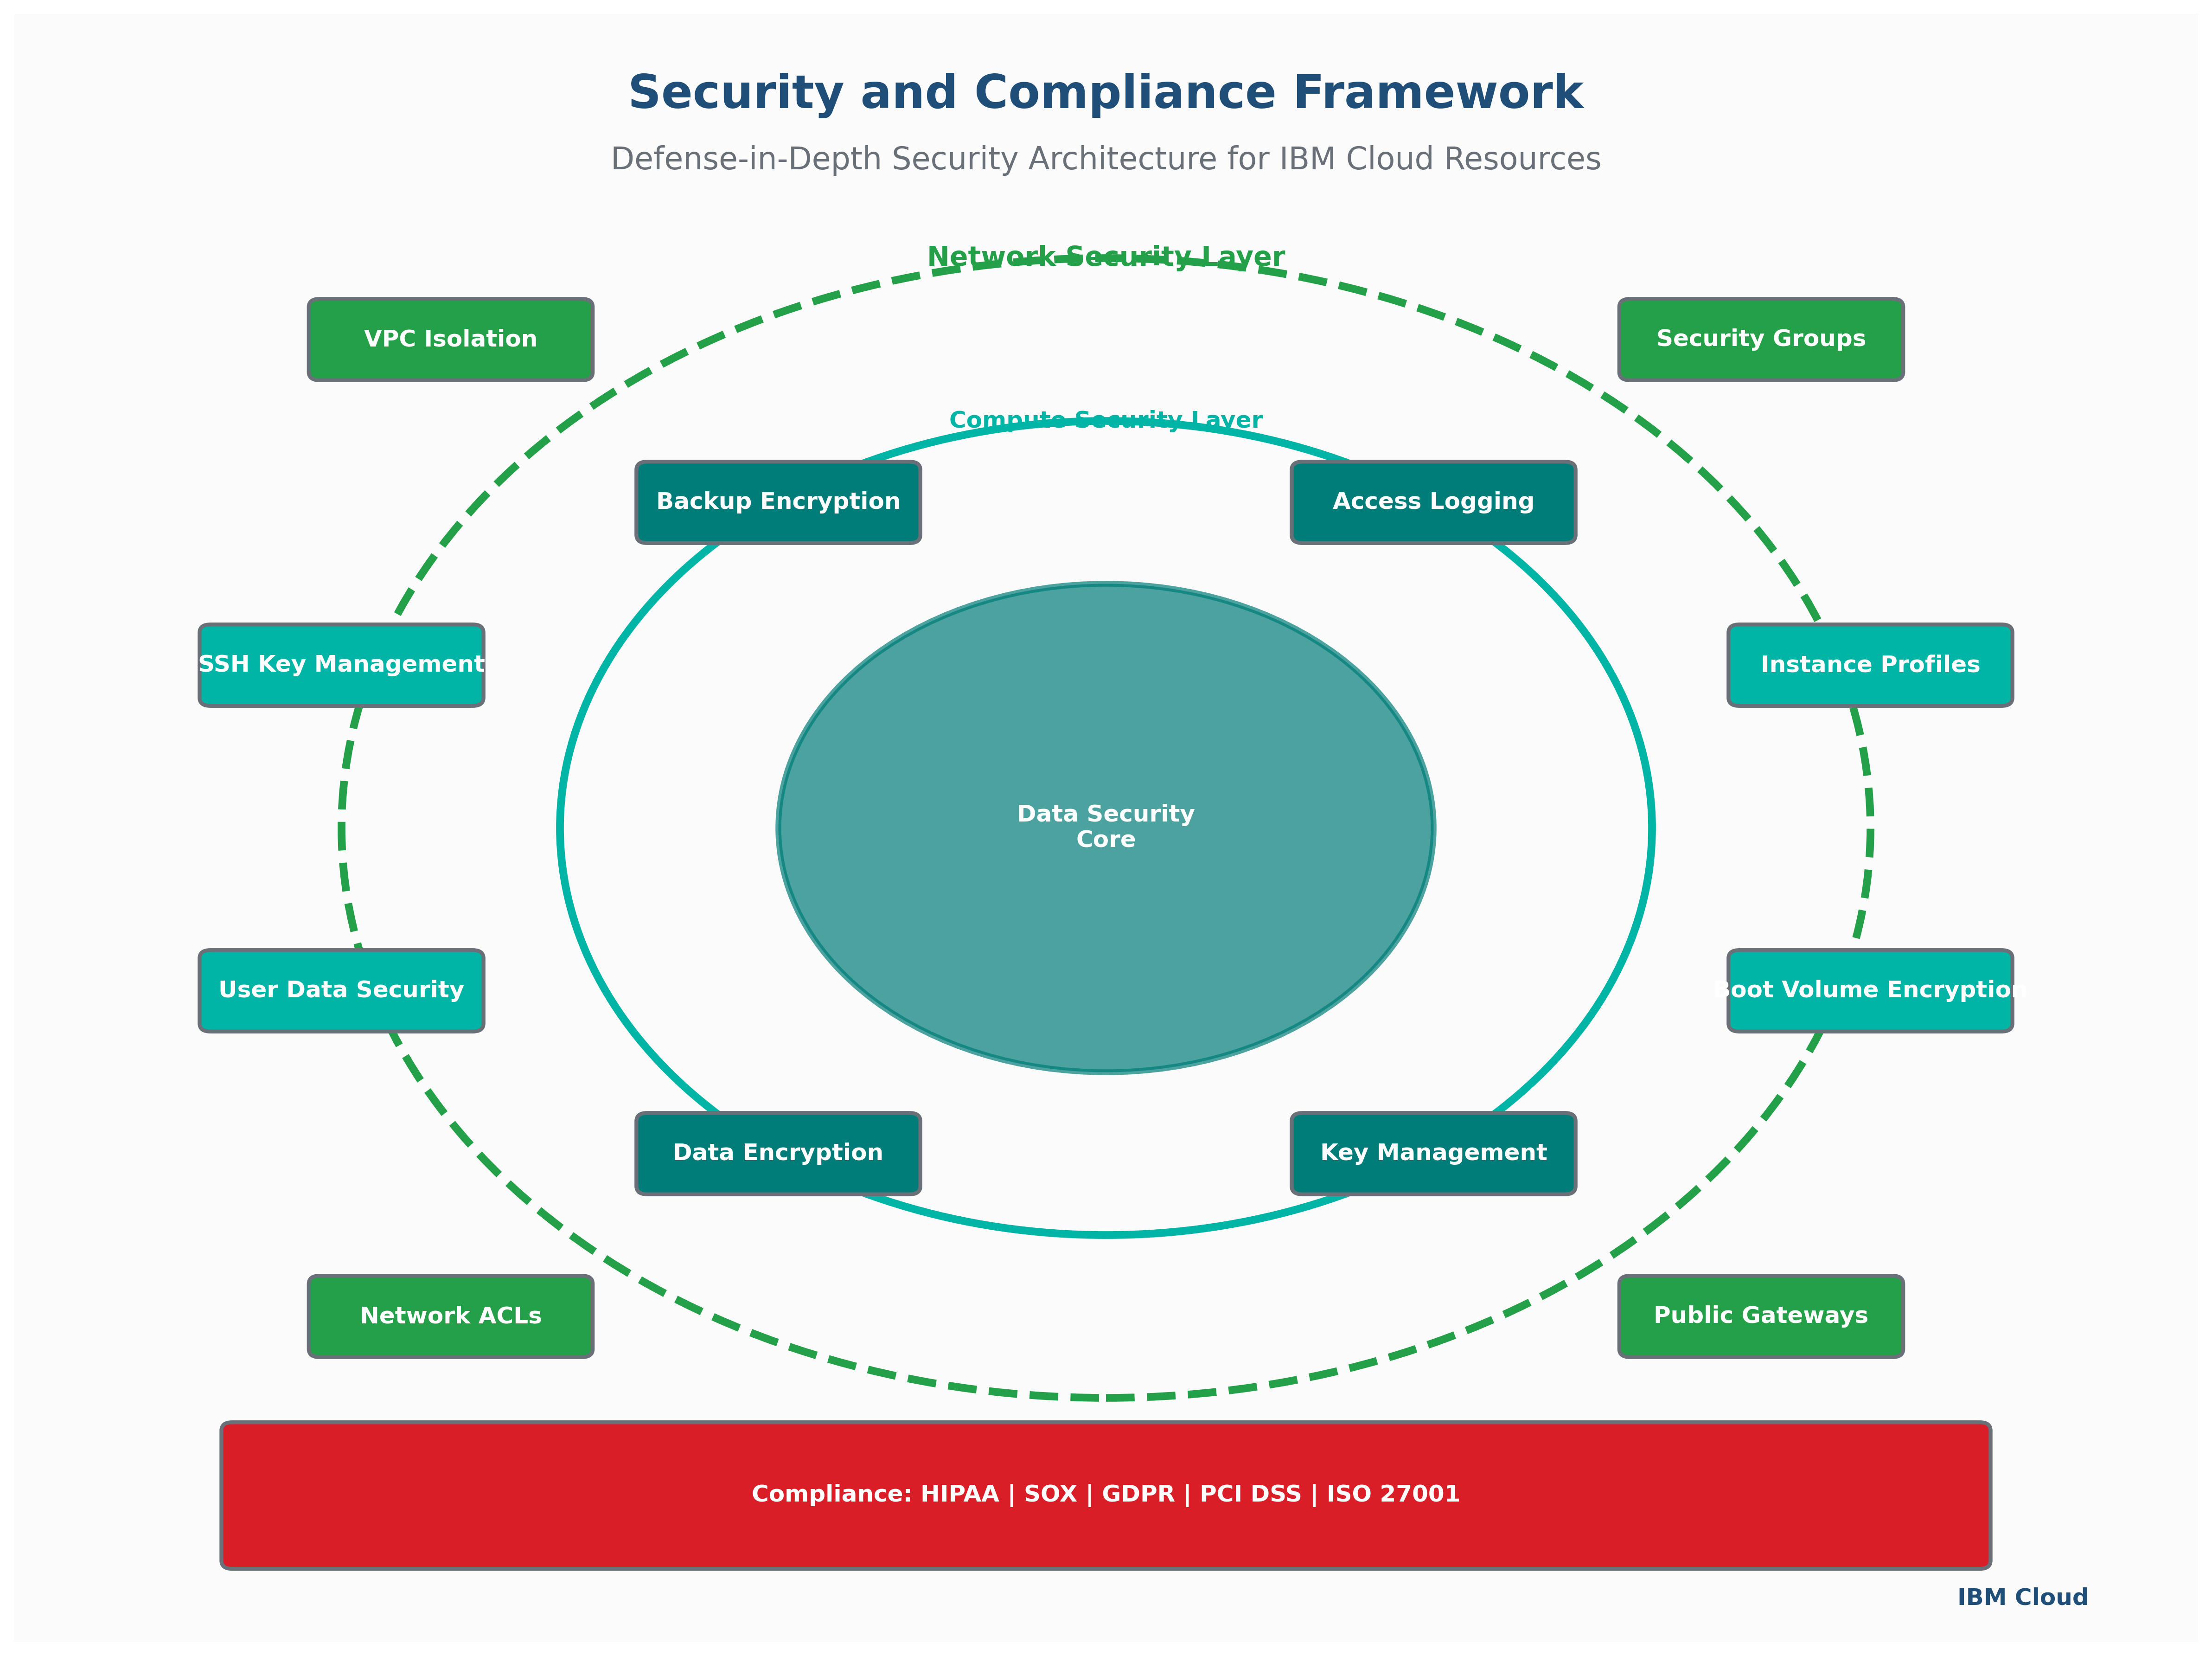 Security and Compliance Framework
Defense-in-Depth Security Architecture for IBM Cloud Resources
Network Security Layer
VPC Isolation
Security Groups
Compute Security Layer
Backup Encryption
Access Logging
SSH Key Management
Instance Profiles
Data Security
Core
User Data Security
Boot Volume Encryption
Data Encryption
Key Management
Network ACLs
Public Gateways
Compliance: HIPAA | SOX | GDPR | PCI DSS | ISO 27001
IBM Cloud